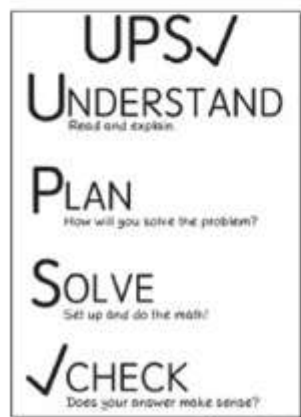 UPS✓
UNDERSTAND
Read and explain.
PLAN
How will you solve the problem?
SOLVE
Set up and do the math!
✓CHECK
Does your answer make sense?